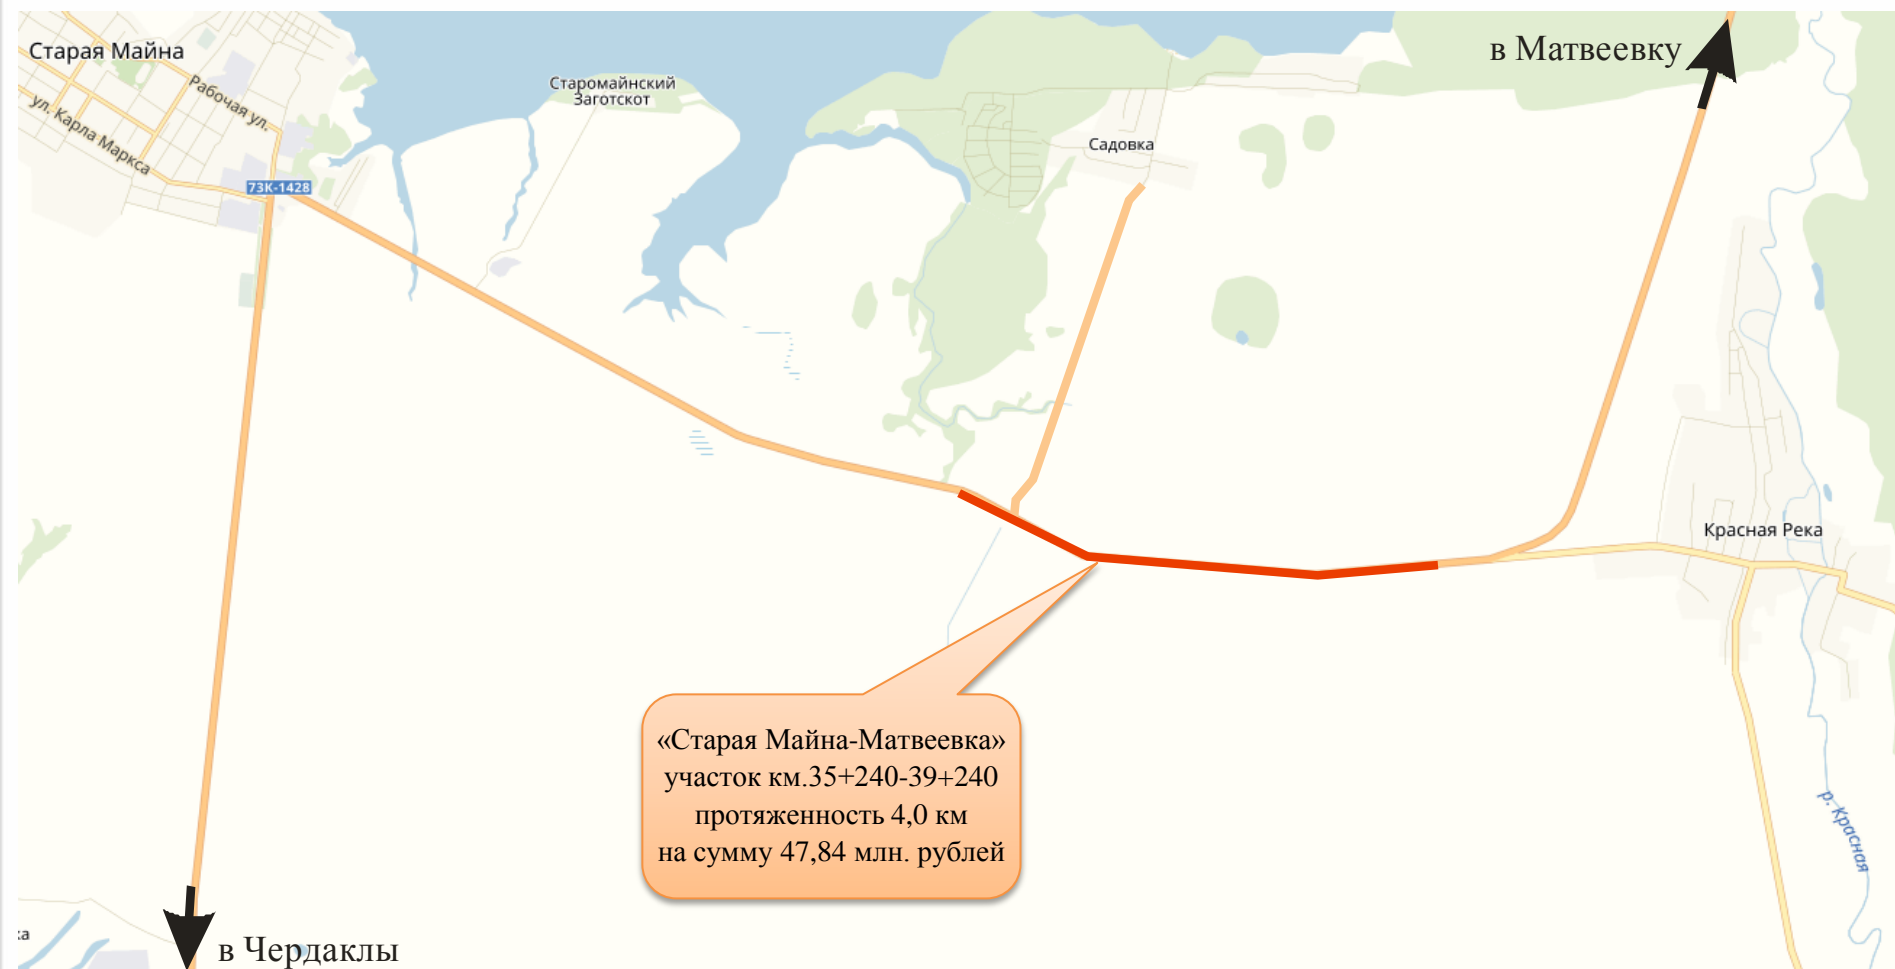 Старая Майна
в Матвеевку
Старомайнский
Заготскот
Рабочая ул.
ул. Карла Маркса
Садовка
73К-1428
Красная Река
«Старая Майна-Матвеевка»
участок км.35+240-39+240
протяженность 4,0 км
на сумму 47,84 млн. рублей
р. Красная
ка
в Чердаклы